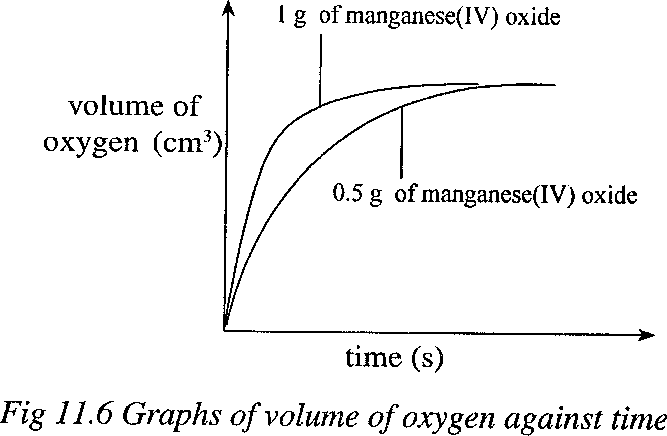 1 g of manganese(IV) oxide
volume of
oxygen (cm³)
0.5 g of manganese(IV) oxide
time (s)
Fig 11.6 Graphs of volume of oxygen against time